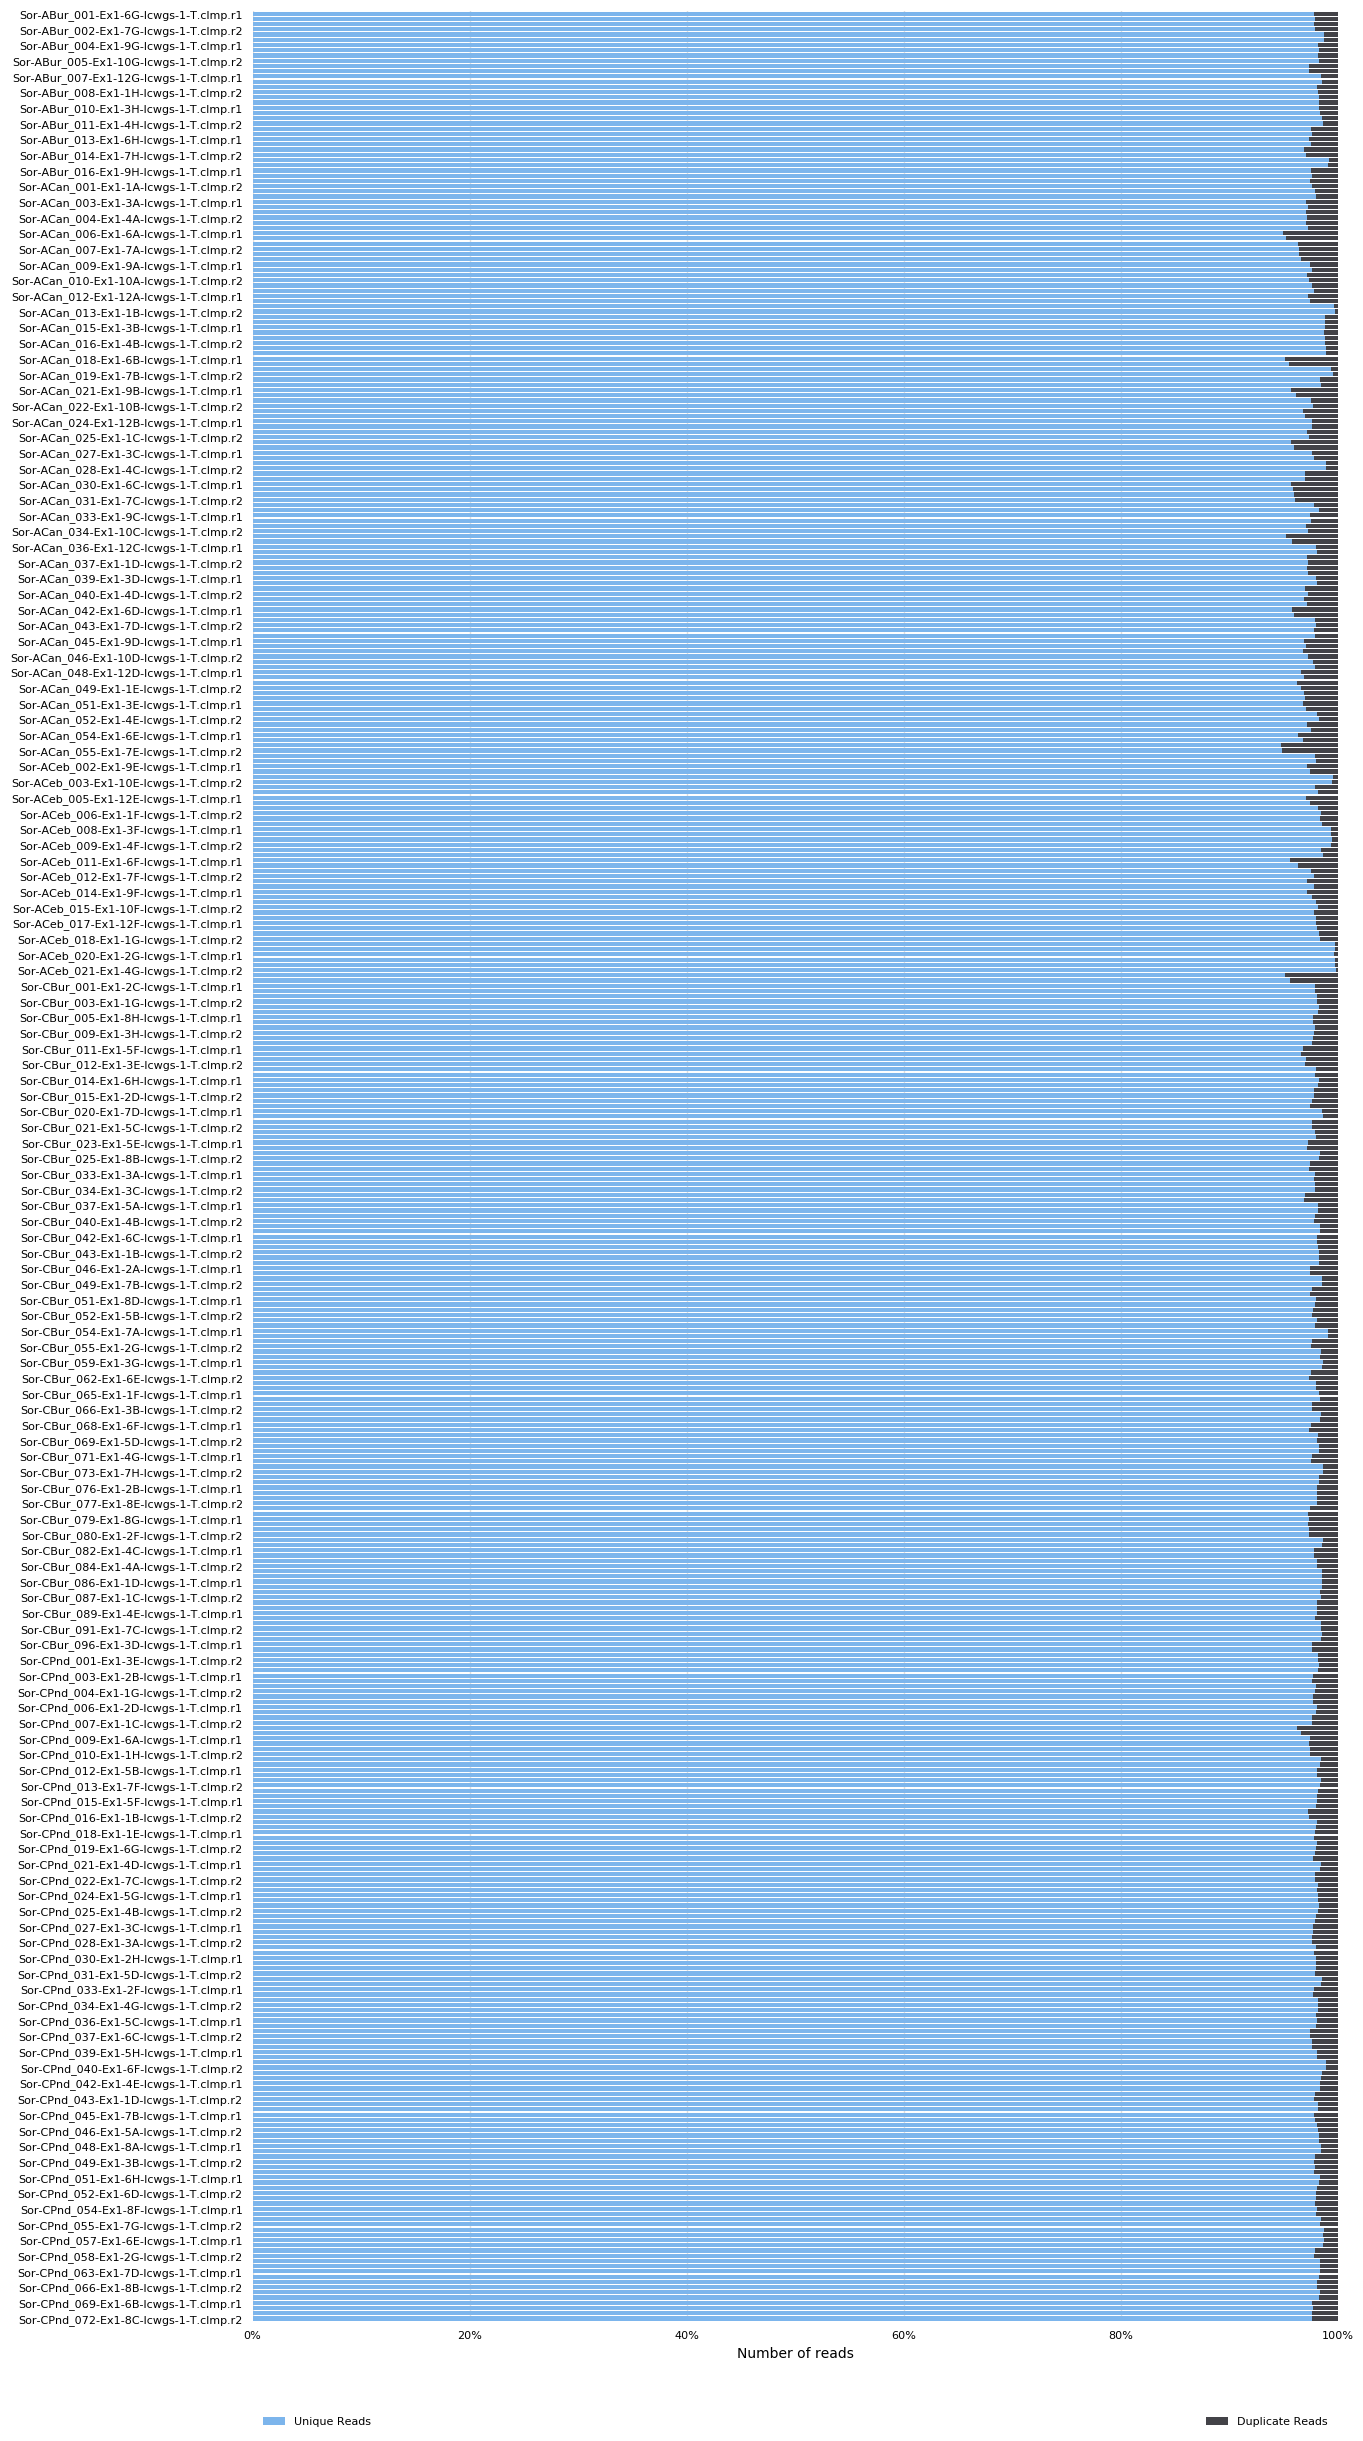 Sor-ABur_001-Ex1-6G-lcwgs-1-T.clmp.r1
Sor-ABur_002-Ex1-7G-lcwgs-1-T.clmp.r2
Sor-ABur_004-Ex1-9G-lcwgs-1-T.clmp.r1
Sor-ABur_005-Ex1-10G-lcwgs-1-T.clmp.r2
Sor-ABur_007-Ex1-12G-lcwgs-1-T.clmp.r1
Sor-ABur_008-Ex1-1H-lcwgs-1-T.clmp.r2
Sor-ABur_010-Ex1-3H-lcwgs-1-T.clmp.r1
Sor-ABur_011-Ex1-4H-lcwgs-1-T.clmp.r2
Sor-ABur_013-Ex1-6H-lcwgs-1-T.clmp.r1
Sor-ABur_014-Ex1-7H-lcwgs-1-T.clmp.r2
Sor-ABur_016-Ex1-9H-lcwgs-1-T.clmp.r1
Sor-ACan_001-Ex1-1A-lcwgs-1-T.clmp.r2
Sor-ACan_003-Ex1-3A-lcwgs-1-T.clmp.r1
Sor-ACan_004-Ex1-4A-lcwgs-1-T.clmp.r2
Sor-ACan_006-Ex1-6A-lcwgs-1-T.clmp.r1
Sor-ACan_007-Ex1-7A-lcwgs-1-T.clmp.r2
Sor-ACan_009-Ex1-9A-lcwgs-1-T.clmp.r1
Sor-ACan_010-Ex1-10A-lcwgs-1-T.clmp.r2
Sor-ACan_012-Ex1-12A-lcwgs-1-T.clmp.r1
Sor-ACan_013-Ex1-1B-lcwgs-1-T.clmp.r2
Sor-ACan_015-Ex1-3B-lcwgs-1-T.clmp.r1
Sor-ACan_016-Ex1-4B-lcwgs-1-T.clmp.r2
Sor-ACan_018-Ex1-6B-lcwgs-1-T.clmp.r1
Sor-ACan_019-Ex1-7B-lcwgs-1-T.clmp.r2
Sor-ACan_021-Ex1-9B-lcwgs-1-T.clmp.r1
Sor-ACan_022-Ex1-10B-lcwgs-1-T.clmp.r2
Sor-ACan_024-Ex1-12B-lcwgs-1-T.clmp.r1
Sor-ACan_025-Ex1-1C-lcwgs-1-T.clmp.r2
Sor-ACan_027-Ex1-3C-lcwgs-1-T.clmp.r1
Sor-ACan_028-Ex1-4C-lcwgs-1-T.clmp.r2
Sor-ACan_030-Ex1-6C-lcwgs-1-T.clmp.r1
Sor-ACan_031-Ex1-7C-lcwgs-1-T.clmp.r2
Sor-ACan_033-Ex1-9C-lcwgs-1-T.clmp.r1
Sor-ACan_034-Ex1-10C-lcwgs-1-T.clmp.r2
Sor-ACan_036-Ex1-12C-lcwgs-1-T.clmp.r1
Sor-ACan_037-Ex1-1D-lcwgs-1-T.clmp.r2
Sor-ACan_039-Ex1-3D-lcwgs-1-T.clmp.r1
Sor-ACan_040-Ex1-4D-lcwgs-1-T.clmp.r2
Sor-ACan_042-Ex1-6D-lcwgs-1-T.clmp.r1
Sor-ACan_043-Ex1-7D-lcwgs-1-T.clmp.r2
Sor-ACan_045-Ex1-9D-lcwgs-1-T.clmp.r1
Sor-ACan_046-Ex1-10D-lcwgs-1-T.clmp.r2
Sor-ACan_048-Ex1-12D-lcwgs-1-T.clmp.r1
Sor-ACan_049-Ex1-1E-lcwgs-1-T.clmp.r2
Sor-ACan_051-Ex1-3E-lcwgs-1-T.clmp.r1
Sor-ACan_052-Ex1-4E-lcwgs-1-T.clmp.r2
Sor-ACan_054-Ex1-6E-lcwgs-1-T.clmp.r1
Sor-ACan_055-Ex1-7E-lcwgs-1-T.clmp.r2
Sor-ACeb_002-Ex1-9E-lcwgs-1-T.clmp.r1
Sor-ACeb_003-Ex1-10E-lcwgs-1-T.clmp.r2
Sor-ACeb_005-Ex1-12E-lcwgs-1-T.clmp.r1
Sor-ACeb_006-Ex1-1F-lcwgs-1-T.clmp.r2
Sor-ACeb_008-Ex1-3F-lcwgs-1-T.clmp.r1
Sor-ACeb_009-Ex1-4F-lcwgs-1-T.clmp.r2
Sor-ACeb_011-Ex1-6F-lcwgs-1-T.clmp.r1
Sor-ACeb_012-Ex1-7F-lcwgs-1-T.clmp.r2
Sor-ACeb_014-Ex1-9F-lcwgs-1-T.clmp.r1
Sor-ACeb_015-Ex1-10F-lcwgs-1-T.clmp.r2
Sor-ACeb_017-Ex1-12F-lcwgs-1-T.clmp.r1
Sor-ACeb_018-Ex1-1G-lcwgs-1-T.clmp.r2
Sor-ACeb_020-Ex1-2G-lcwgs-1-T.clmp.r1
Sor-ACeb_021-Ex1-4G-lcwgs-1-T.clmp.r2
Sor-CBur_001-Ex1-2C-lcwgs-1-T.clmp.r1
Sor-CBur_003-Ex1-1G-lcwgs-1-T.clmp.r2
Sor-CBur_005-Ex1-8H-lcwgs-1-T.clmp.r1
Sor-CBur_009-Ex1-3H-lcwgs-1-T.clmp.r2
Sor-CBur_011-Ex1-5F-lcwgs-1-T.clmp.r1
Sor-CBur_012-Ex1-3E-lcwgs-1-T.clmp.r2
Sor-CBur_014-Ex1-6H-lcwgs-1-T.clmp.r1
Sor-CBur_015-Ex1-2D-lcwgs-1-T.clmp.r2
Sor-CBur_020-Ex1-7D-lcwgs-1-T.clmp.r1
Sor-CBur_021-Ex1-5C-lcwgs-1-T.clmp.r2
Sor-CBur_023-Ex1-5E-lcwgs-1-T.clmp.r1
Sor-CBur_025-Ex1-8B-lcwgs-1-T.clmp.r2
Sor-CBur_033-Ex1-3A-lcwgs-1-T.clmp.r1
Sor-CBur_034-Ex1-3C-lcwgs-1-T.clmp.r2
Sor-CBur_037-Ex1-5A-lcwgs-1-T.clmp.r1
Sor-CBur_040-Ex1-4B-lcwgs-1-T.clmp.r2
Sor-CBur_042-Ex1-6C-lcwgs-1-T.clmp.r1
Sor-CBur_043-Ex1-1B-lcwgs-1-T.clmp.r2
Sor-CBur_046-Ex1-2A-lcwgs-1-T.clmp.r1
Sor-CBur_049-Ex1-7B-lcwgs-1-T.clmp.r2
Sor-CBur_051-Ex1-8D-lcwgs-1-T.clmp.r1
Sor-CBur_052-Ex1-5B-lcwgs-1-T.clmp.r2
Sor-CBur_054-Ex1-7A-lcwgs-1-T.clmp.r1
Sor-CBur_055-Ex1-2G-lcwgs-1-T.clmp.r2
Sor-CBur_059-Ex1-3G-lcwgs-1-T.clmp.r1
Sor-CBur_062-Ex1-6E-lcwgs-1-T.clmp.r2
Sor-CBur_065-Ex1-1F-lcwgs-1-T.clmp.r1
Sor-CBur_066-Ex1-3B-lcwgs-1-T.clmp.r2
Sor-CBur_068-Ex1-6F-lcwgs-1-T.clmp.r1
Sor-CBur_069-Ex1-5D-lcwgs-1-T.clmp.r2
Sor-CBur_071-Ex1-4G-lcwgs-1-T.clmp.r1
Sor-CBur_073-Ex1-7H-lcwgs-1-T.clmp.r2
Sor-CBur_076-Ex1-2B-lcwgs-1-T.clmp.r1
Sor-CBur_077-Ex1-8E-lcwgs-1-T.clmp.r2
Sor-CBur_079-Ex1-8G-lcwgs-1-T.clmp.r1
Sor-CBur_080-Ex1-2F-lcwgs-1-T.clmp.r2
Sor-CBur_082-Ex1-4C-lcwgs-1-T.clmp.r1
Sor-CBur_084-Ex1-4A-lcwgs-1-T.clmp.r2
Sor-CBur_086-Ex1-1D-lcwgs-1-T.clmp.r1
Sor-CBur_087-Ex1-1C-lcwgs-1-T.clmp.r2
Sor-CBur_089-Ex1-4E-lcwgs-1-T.clmp.r1
Sor-CBur_091-Ex1-7C-lcwgs-1-T.clmp.r2
Sor-CBur_096-Ex1-3D-lcwgs-1-T.clmp.r1
Sor-CPnd_001-Ex1-3E-lcwgs-1-T.clmp.r2
Sor-CPnd_003-Ex1-2B-lcwgs-1-T.clmp.r1
Sor-CPnd_004-Ex1-1G-lcwgs-1-T.clmp.r2
Sor-CPnd_006-Ex1-2D-lcwgs-1-T.clmp.r1
Sor-CPnd_007-Ex1-1C-lcwgs-1-T.clmp.r2
Sor-CPnd_009-Ex1-6A-lcwgs-1-T.clmp.r1
Sor-CPnd_010-Ex1-1H-lcwgs-1-T.clmp.r2
Sor-CPnd_012-Ex1-5B-lcwgs-1-T.clmp.r1
Sor-CPnd_013-Ex1-7F-lcwgs-1-T.clmp.r2
Sor-CPnd_015-Ex1-5F-lcwgs-1-T.clmp.r1
Sor-CPnd_016-Ex1-1B-lcwgs-1-T.clmp.r2
Sor-CPnd_018-Ex1-1E-lcwgs-1-T.clmp.r1
Sor-CPnd_019-Ex1-6G-lcwgs-1-T.clmp.r2
Sor-CPnd_021-Ex1-4D-lcwgs-1-T.clmp.r1
Sor-CPnd_022-Ex1-7C-lcwgs-1-T.clmp.r2
Sor-CPnd_024-Ex1-5G-lcwgs-1-T.clmp.r1
Sor-CPnd_025-Ex1-4B-lcwgs-1-T.clmp.r2
Sor-CPnd_027-Ex1-3C-lcwgs-1-T.clmp.r1
Sor-CPnd_028-Ex1-3A-lcwgs-1-T.clmp.r2
Sor-CPnd_030-Ex1-2H-lcwgs-1-T.clmp.r1
Sor-CPnd_031-Ex1-5D-lcwgs-1-T.clmp.r2
Sor-CPnd_033-Ex1-2F-lcwgs-1-T.clmp.r1
Sor-CPnd_034-Ex1-4G-lcwgs-1-T.clmp.r2
Sor-CPnd_036-Ex1-5C-lcwgs-1-T.clmp.r1
Sor-CPnd_037-Ex1-6C-lcwgs-1-T.clmp.r2
Sor-CPnd_039-Ex1-5H-lcwgs-1-T.clmp.r1
Sor-CPnd_040-Ex1-6F-lcwgs-1-T.clmp.r2
Sor-CPnd_042-Ex1-4E-lcwgs-1-T.clmp.r1
Sor-CPnd_043-Ex1-1D-lcwgs-1-T.clmp.r2
Sor-CPnd_045-Ex1-7B-lcwgs-1-T.clmp.r1
Sor-CPnd_046-Ex1-5A-lcwgs-1-T.clmp.r2
Sor-CPnd_048-Ex1-8A-lcwgs-1-T.clmp.r1
Sor-CPnd_049-Ex1-3B-lcwgs-1-T.clmp.r2
Sor-CPnd_051-Ex1-6H-lcwgs-1-T.clmp.r1
Sor-CPnd_052-Ex1-6D-lcwgs-1-T.clmp.r2
Sor-CPnd_054-Ex1-8F-lcwgs-1-T.clmp.r1
Sor-CPnd_055-Ex1-7G-lcwgs-1-T.clmp.r2
Sor-CPnd_057-Ex1-6E-lcwgs-1-T.clmp.r1
Sor-CPnd_058-Ex1-2G-lcwgs-1-T.clmp.r2
Sor-CPnd_063-Ex1-7D-lcwgs-1-T.clmp.r1
Sor-CPnd_066-Ex1-8B-lcwgs-1-T.clmp.r2
Sor-CPnd_069-Ex1-6B-lcwgs-1-T.clmp.r1
Sor-CPnd_072-Ex1-8C-lcwgs-1-T.clmp.r2
0% 20% 40% 60% 80% 100%
Number of reads
Unique Reads Duplicate Reads